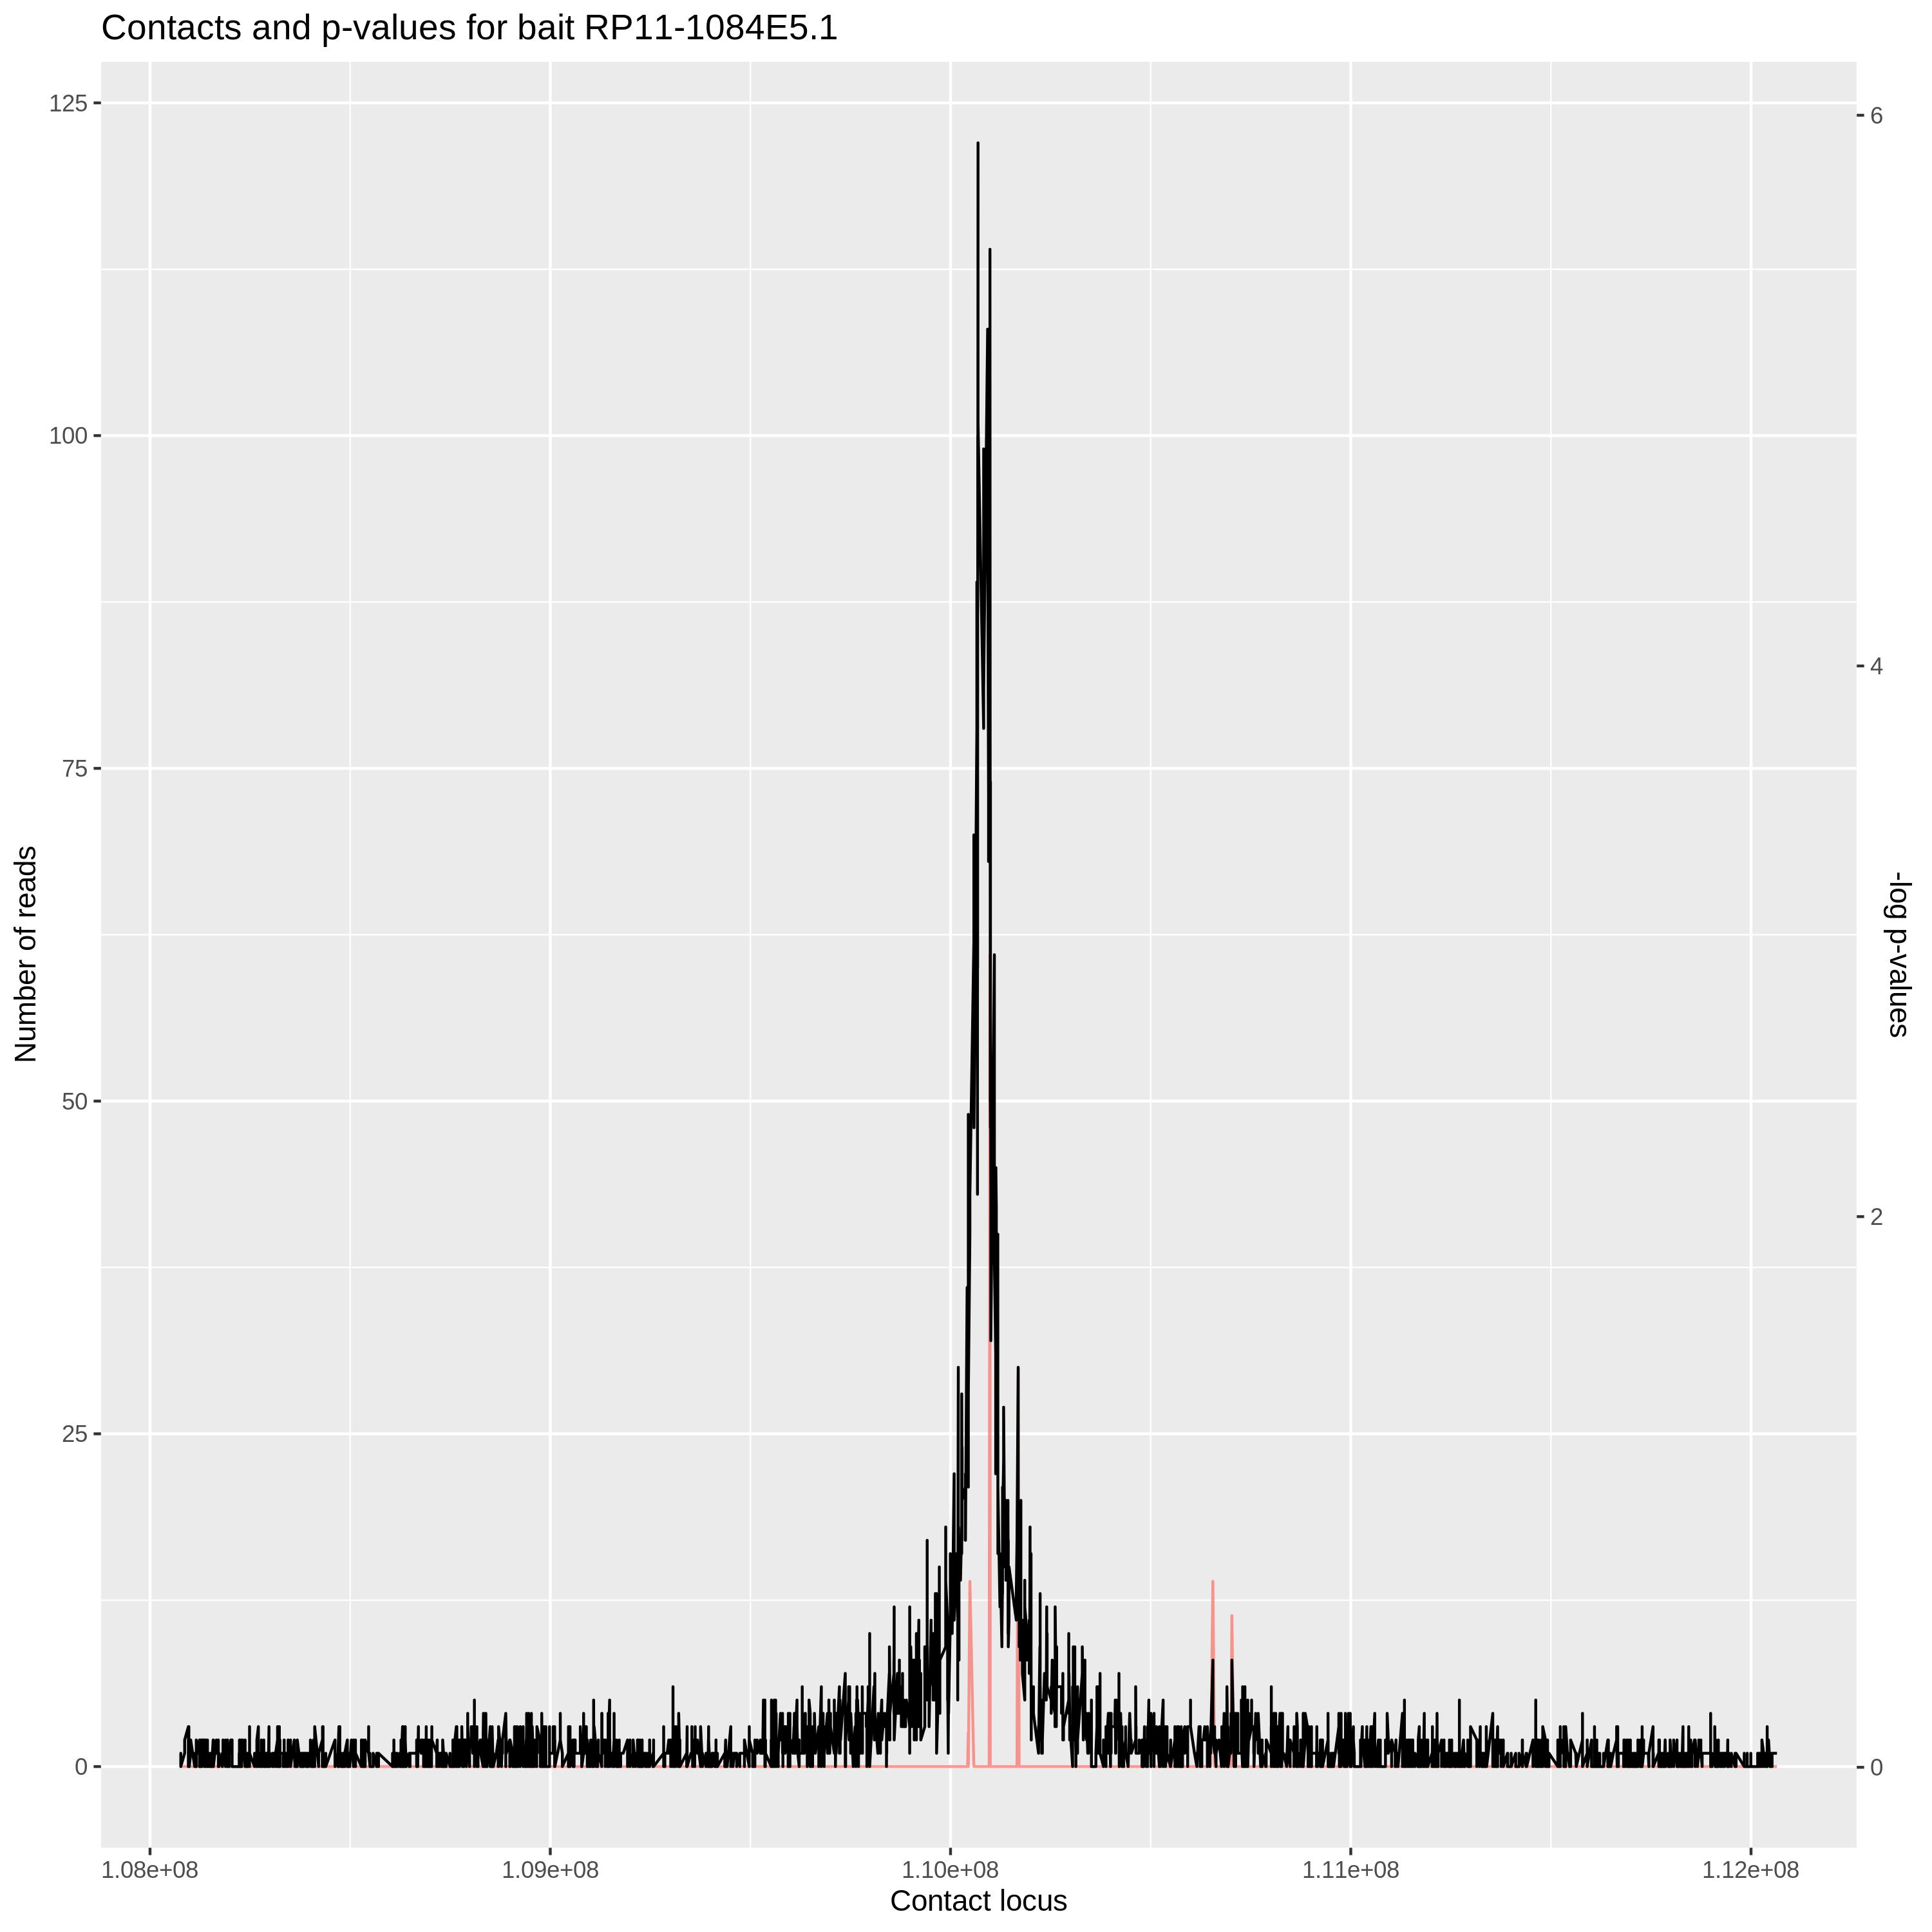 Contacts and p-values for bait RP11-1084E5.1
125
100
75
50
25
0
Number of reads
6
4
2
0
-log p-values
1.08e+08 1.09e+08 1.10e+08 1.11e+08 1.12e+08
Contact locus